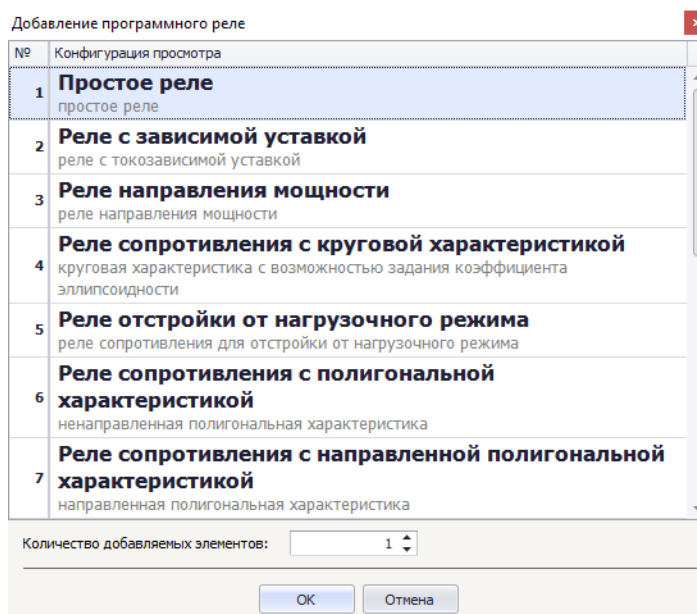 Добавление программного реле
№ Конфигурация просмотра
1 Простое реле
простое реле
2 Реле с зависимой уставкой
реле с токозависимой уставкой
3 Реле направления мощности
реле направления мощности
4 Реле сопротивления с круговой характеристикой
круговая характеристика с возможностью задания коэффициента
эллипсоидности
5 Реле отстройки от нагрузочного режима
реле сопротивления для отстройки от нагрузочного режима
6 Реле сопротивления с полигональной
характеристикой
ненаправленная полигональная характеристика
7 Реле сопротивления с направленной полигональной
характеристикой
направленная полигональная характеристика
Количество добавляемых элементов: 1
ОК Отмена